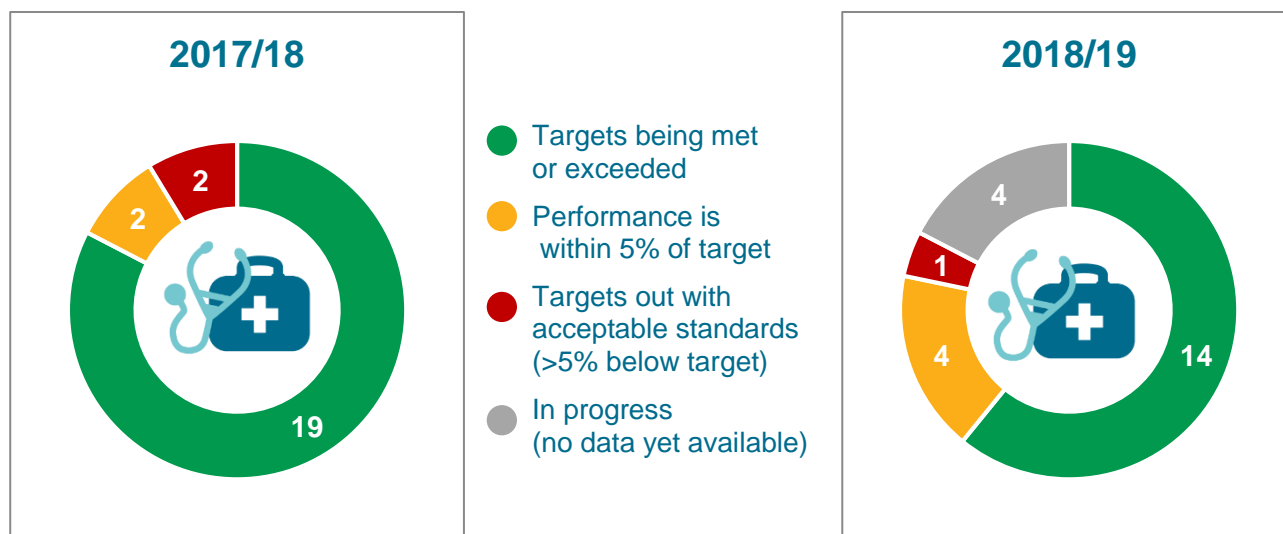 2017/18
2
2
19
Targets being met
or exceeded
Performance is
within 5% of target
Targets out with
acceptable standards
(>5% below target)
In progress
(no data yet available)
2018/19
4
1
4
14